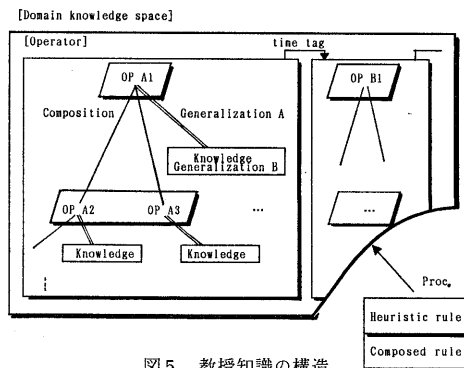 [Domain knowledge space]
[Operator]
time tag
OP A1
OP B1
Composition
Generalization A
Knowledge
Generalization B
OP A2
OP A3
...
...
Knowledge
Knowledge
Proc.
Heuristic rule
Composed rule
図5 教授知識の構造